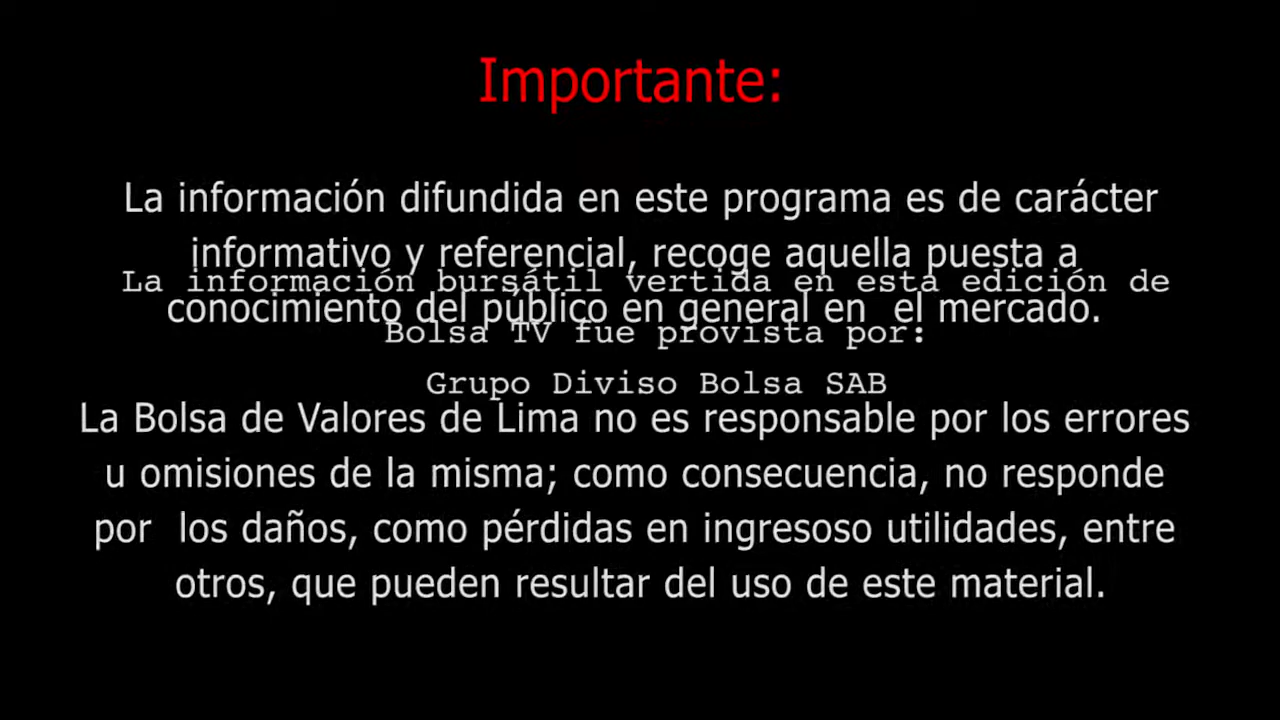 Importante:
La información difundida en este programa es de carácter
informativo y referencial, recoge aquella puesta a
La información bursátil vertida en esta edición de
conocimiento del público en general en el mercado.
Bolsa TV fue provista por:
Grupo Diviso Bolsa SAB
La Bolsa de Valores de Lima no es responsable por los errores
u omisiones de la misma; como consecuencia, no responde
por los daños, como pérdidas en ingresoso utilidades, entre
otros, que pueden resultar del uso de este material.